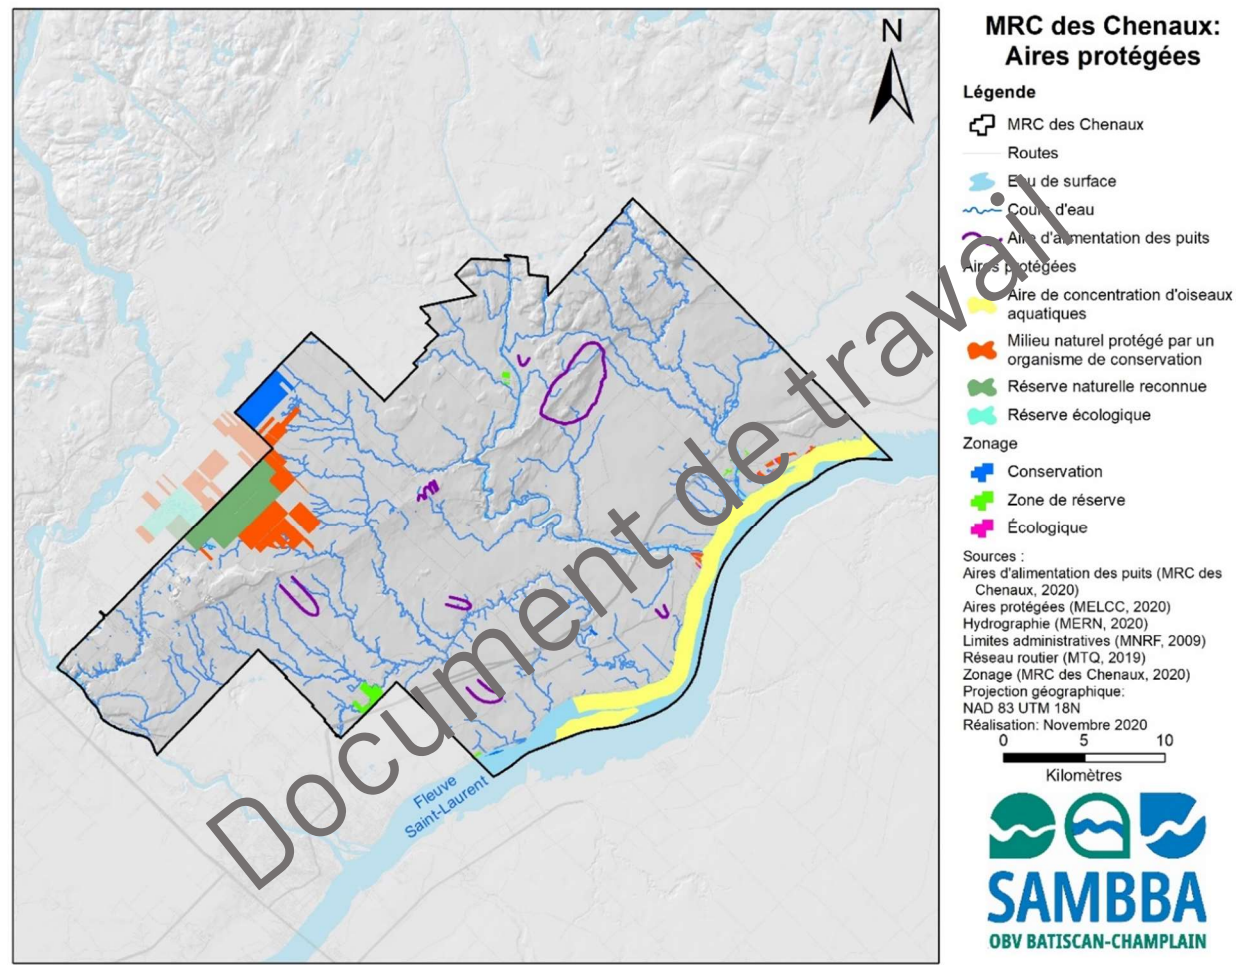 N
MRC des Chenaux:
Aires protégées
Légende
MRC des Chenaux
Routes
Eau de surface
Cours d'eau
Aire d'alimentation des puits
Aires protégées
Aire de concentration d'oiseaux
aquatiques
Milieu naturel protégé par un
organisme de conservation
Réserve naturelle reconnue
Réserve écologique
Zonage
Conservation
Zone de réserve
Écologique
Sources :
Aires d'alimentation des puits (MRC des
Chenaux, 2020)
Aires protégées (MELCC, 2020)
Hydrographie (MERN, 2020)
Limites administratives (MNRF, 2009)
Réseau routier (MTQ, 2019)
Zonage (MRC des Chenaux, 2020)
Projection géographique:
NAD 83 UTM 18N
Réalisation: Novembre 2020
0 5 10
Kilomètres
Fleuve
Saint-Laurent
Document de travail
SAMBBA
OBV BATISCAN-CHAMPLAIN